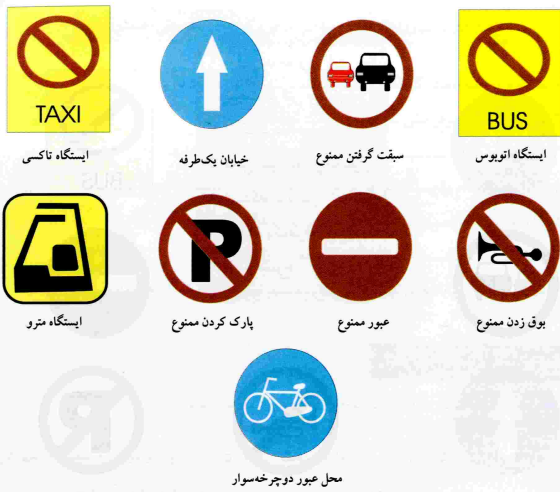 BUS
TAXI
ایستگاه اتوبوس
سبقت گرفتن ممنوع
خیابان یک‌طرفه
ایستگاه تاکسی
P
بوق زدن ممنوع
عبور ممنوع
پارک کردن ممنوع
ایستگاه مترو
محل عبور دوچرخه‌سوار